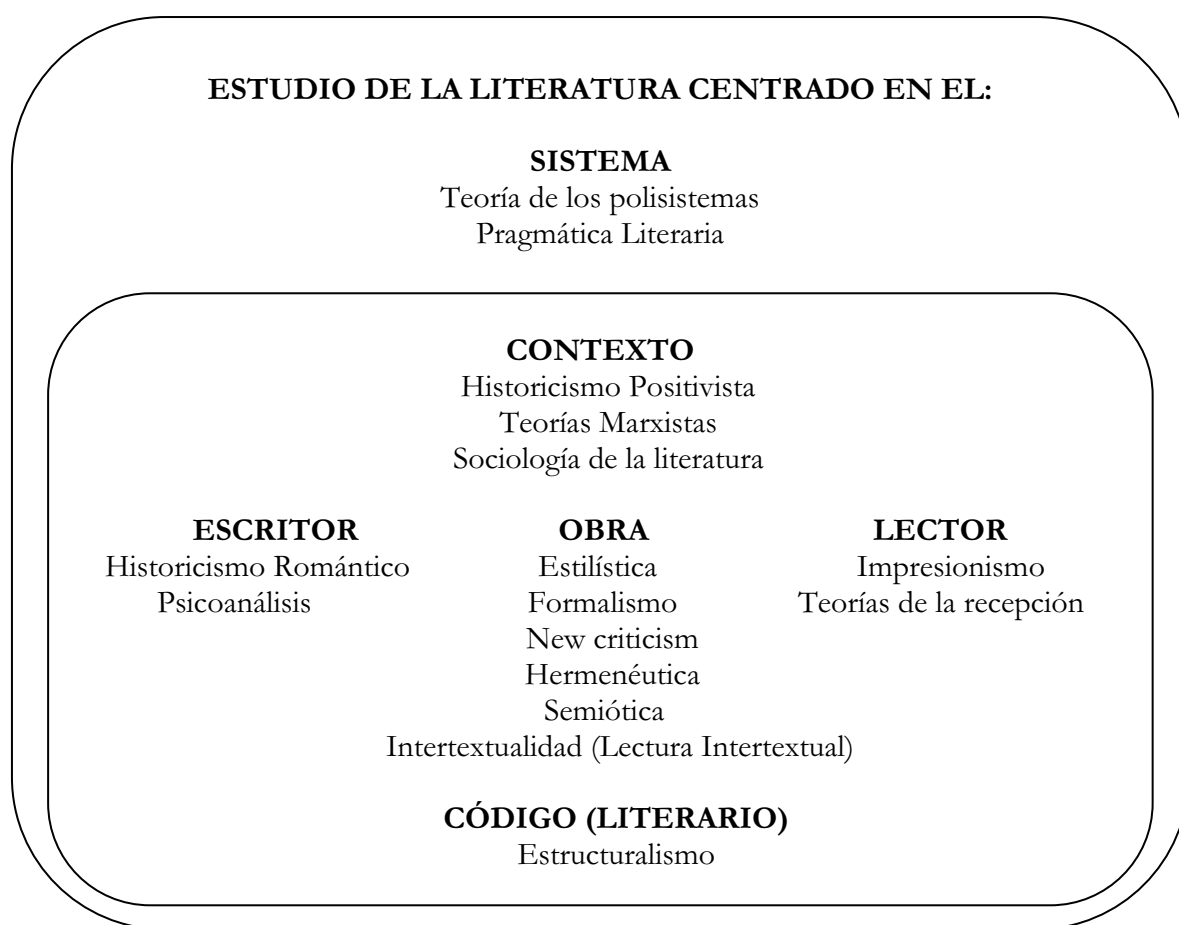 ESTUDIO DE LA LITERATURA CENTRADO EN EL:
SISTEMA
Teoría de los polisistemas
Pragmática Literaria
CONTEXTO
Historicismo Positivista
Teorías Marxistas
Sociología de la literatura
ESCRITOR
Historicismo Romántico
Psicoanálisis
OBRA
Estilística
Formalismo
New criticism
Hermenéutica
Semiótica
Intertextualidad (Lectura Intertextual)
LECTOR
Impresionismo
Teorías de la recepción
CÓDIGO (LITERARIO)
Estructuralismo